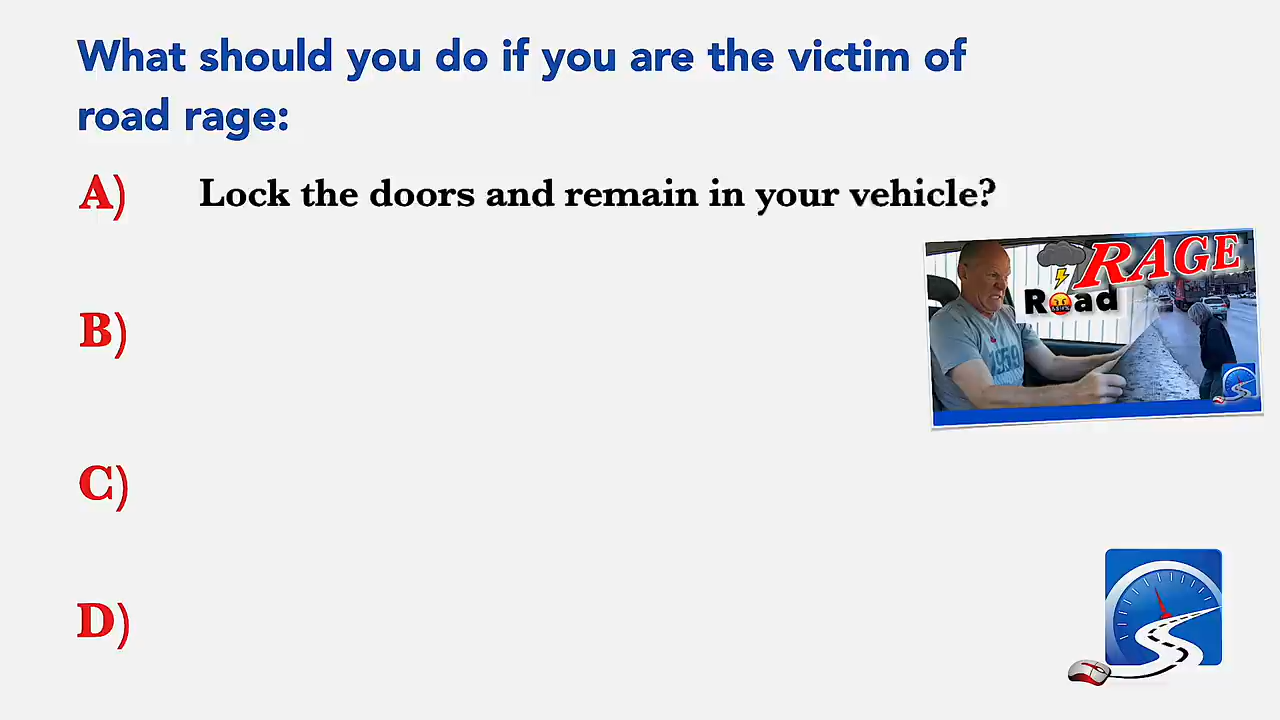 What should you do if you are the victim of
road rage:
A) Lock the doors and remain in your vehicle?
RAGE
Road
1959
B)
C)
D)